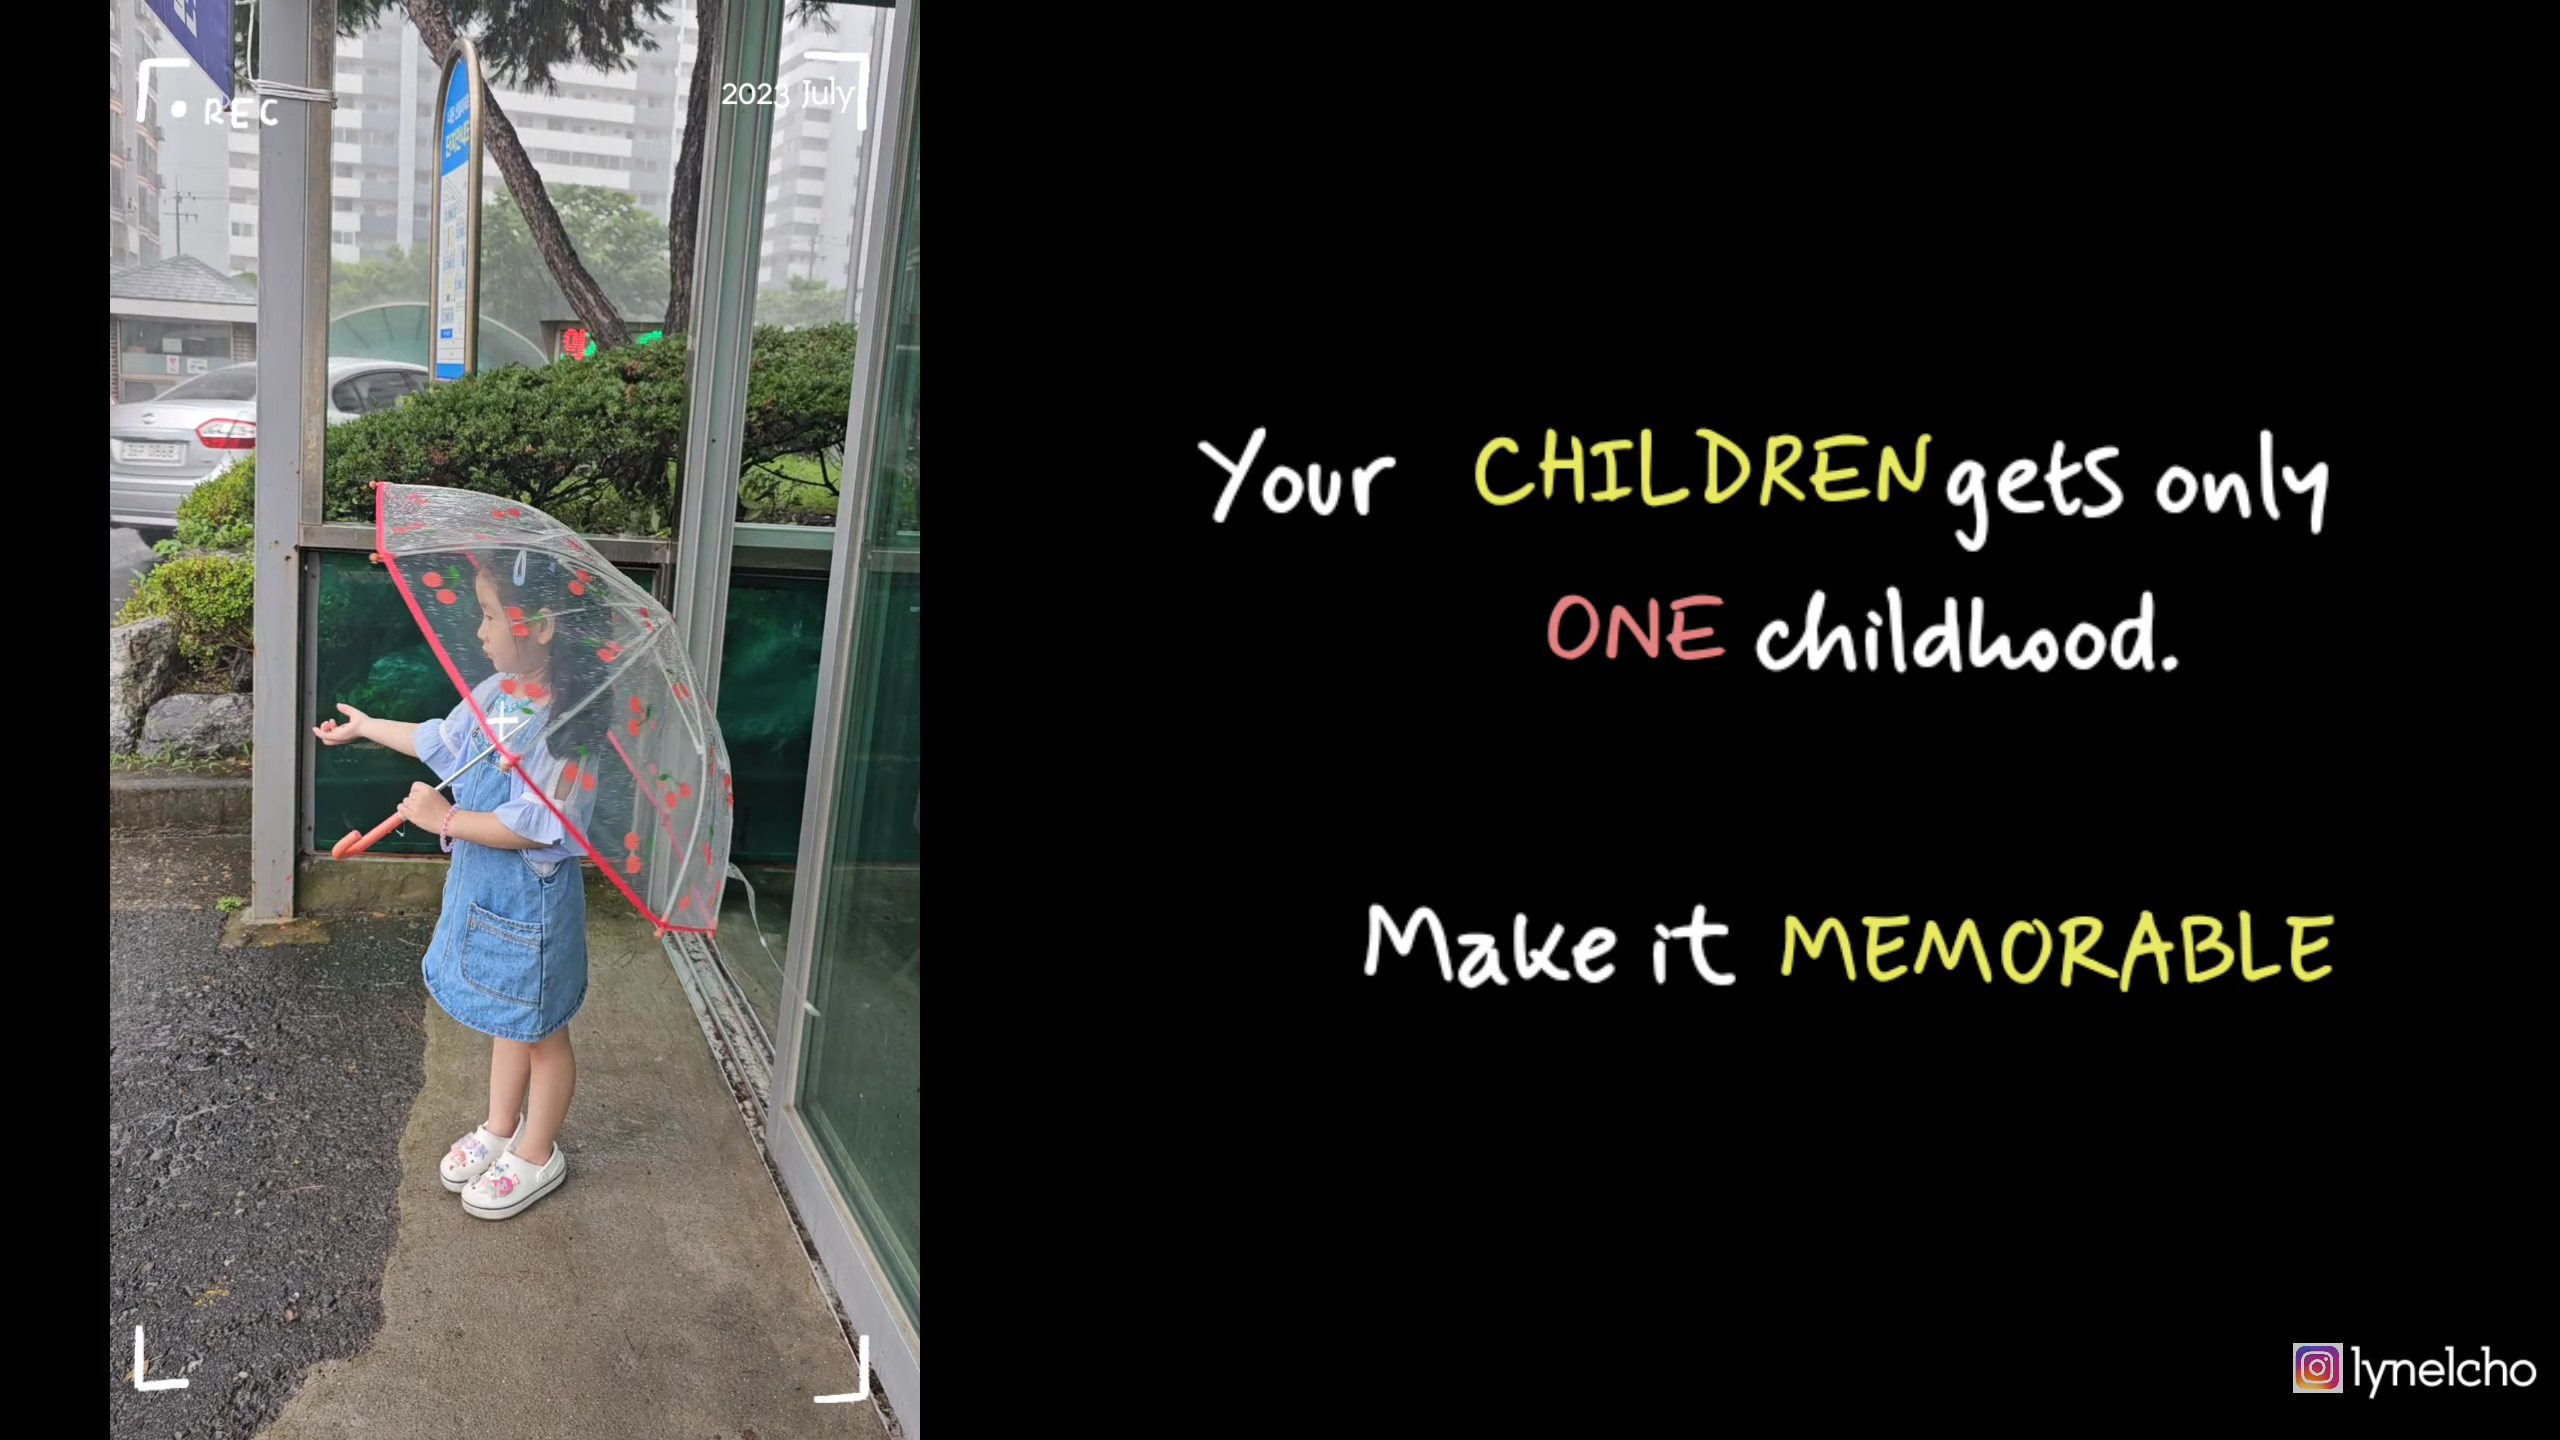 REC
2023 July
Your CHILDREN gets only
ONE childhood.
Make it MEMORABLE
lynelcho